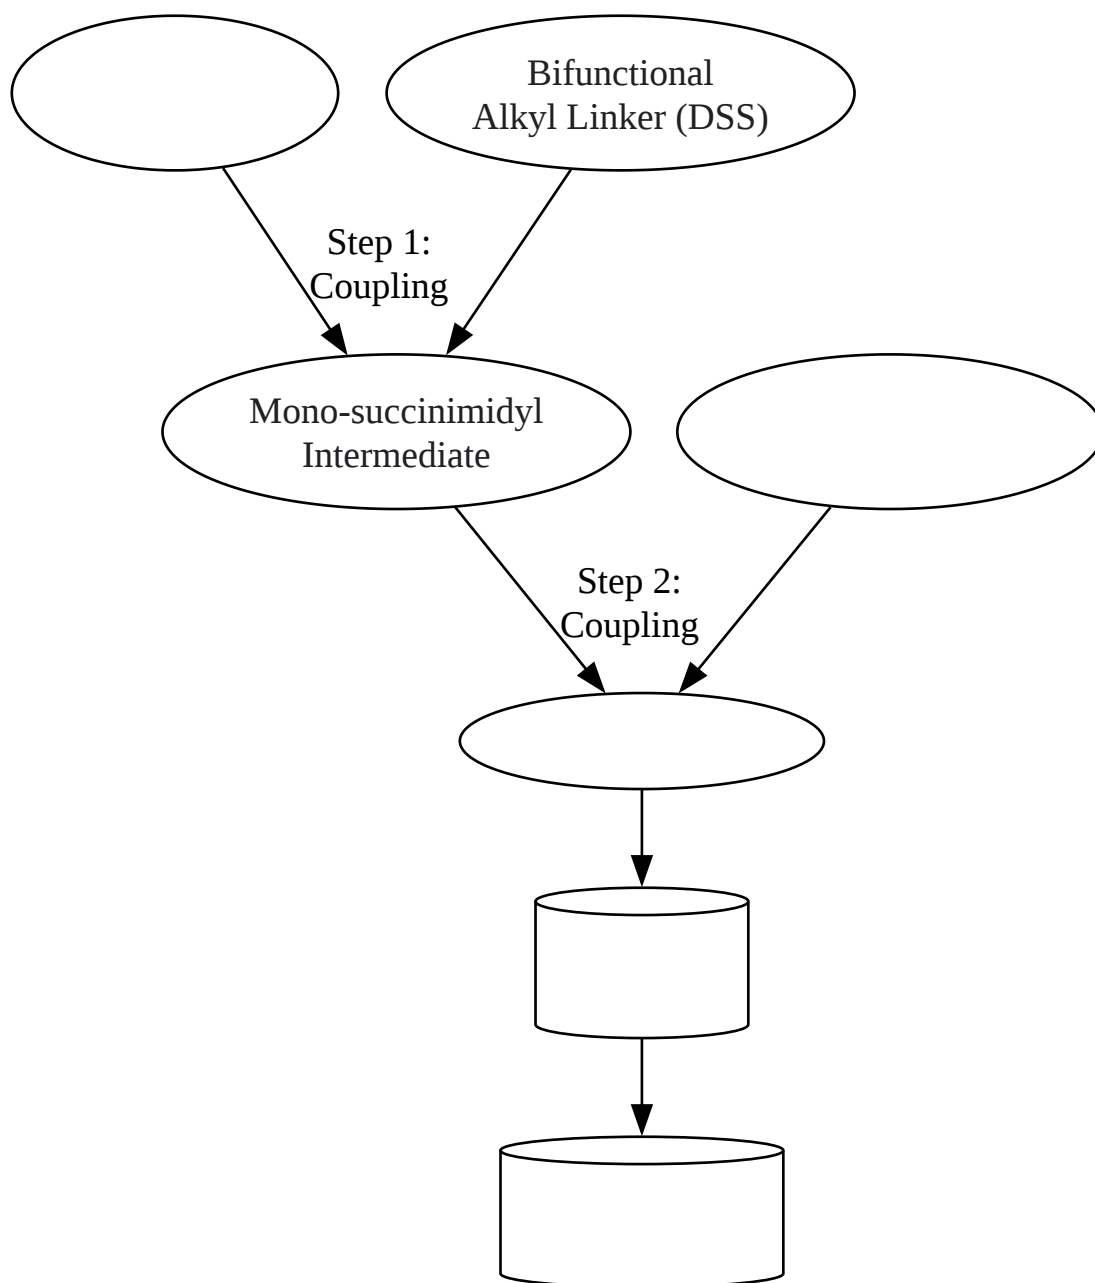 Bifunctional
Alkyl Linker (DSS)
Step 1:
Coupling
Mono-succinimidyl
Intermediate
Step 2:
Coupling